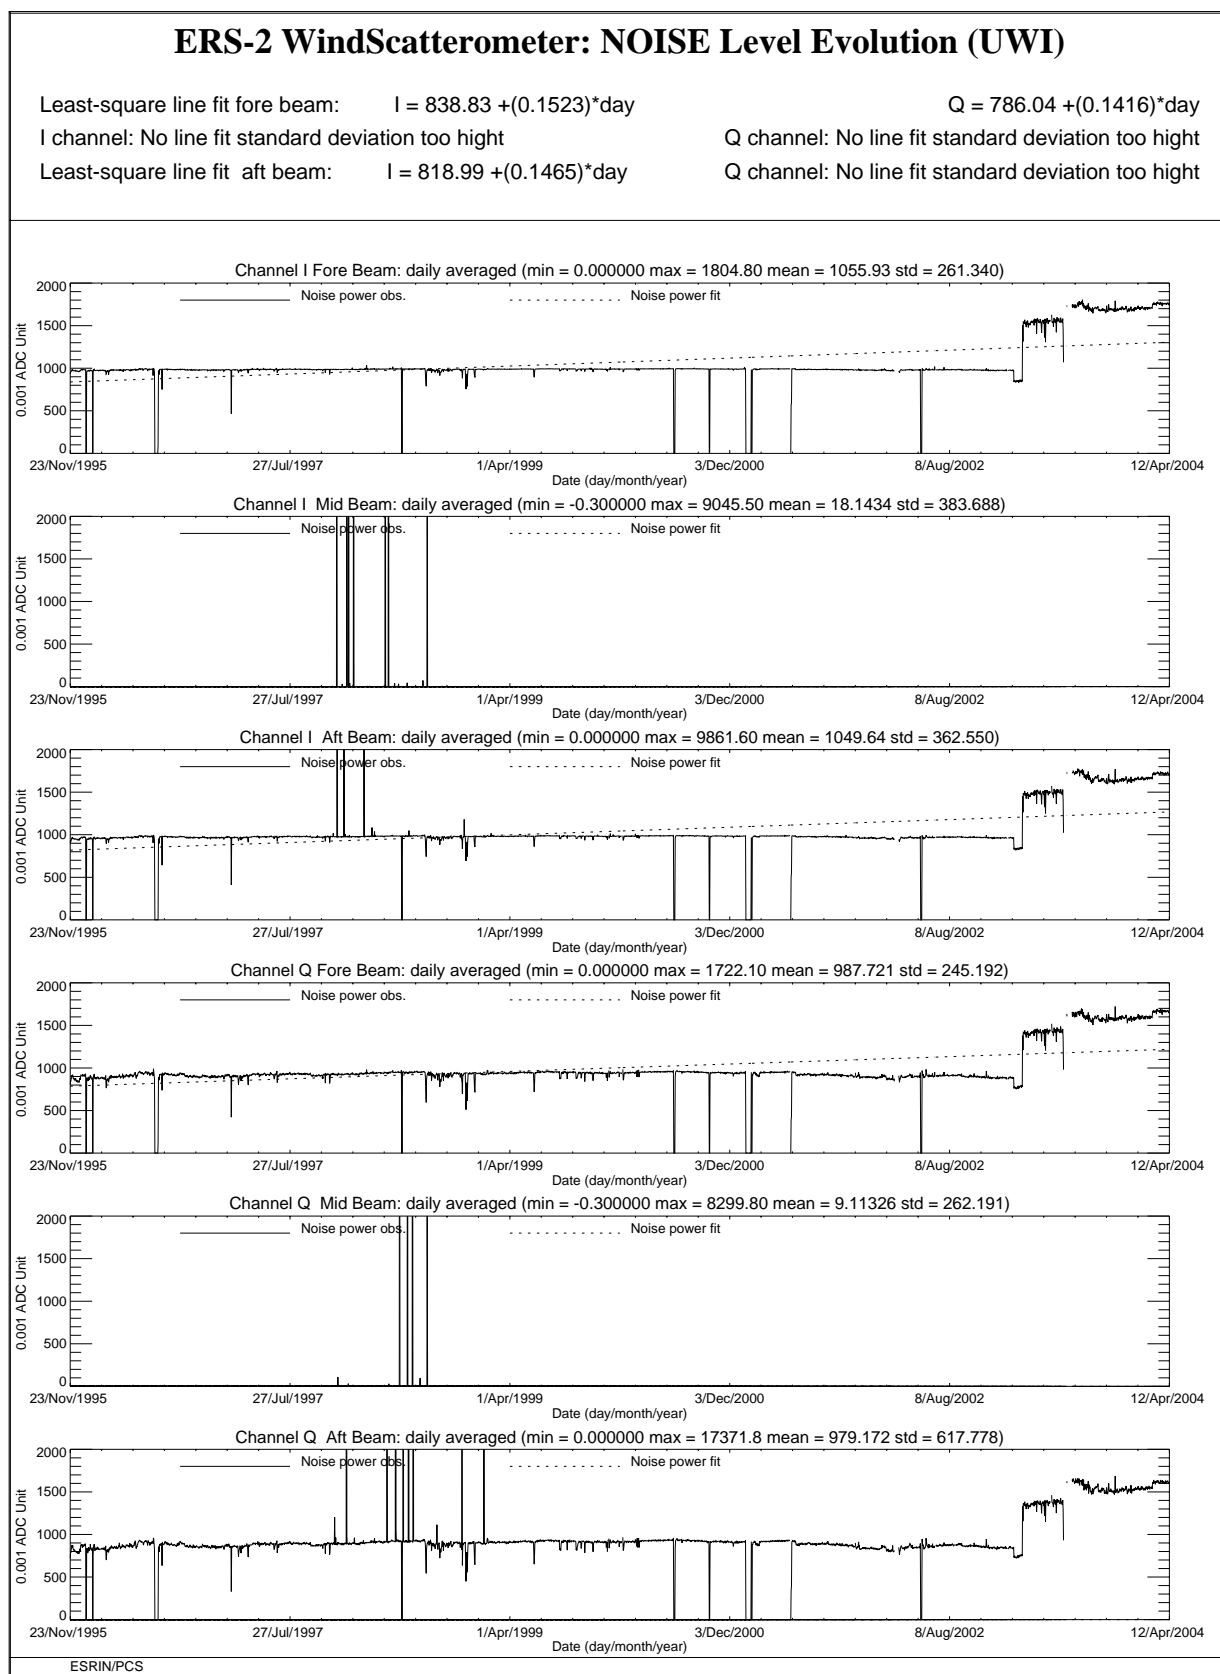 ERS-2 WindScatterometer: NOISE Level Evolution (UWI)
Least-square line fit fore beam: I = 838.83 +(0.1523)*day Q = 786.04 +(0.1416)*day
I channel: No line fit standard deviation too hight Q channel: No line fit standard deviation too hight
Least-square line fit aft beam: I = 818.99 +(0.1465)*day Q channel: No line fit standard deviation too hight
Channel I Fore Beam: daily averaged (min = 0.000000 max = 1804.80 mean = 1055.93 std = 261.340)
Noise power obs. Noise power fit
2000
1500
1000
500
0
0.001 ADC Unit
23/Nov/1995 27/Jul/1997 1/Apr/1999 3/Dec/2000 8/Aug/2002 12/Apr/2004
Date (day/month/year)
Channel I Mid Beam: daily averaged (min = -0.300000 max = 9045.50 mean = 18.1434 std = 383.688)
Noise power obs. Noise power fit
2000
1500
1000
500
0
0.001 ADC Unit
23/Nov/1995 27/Jul/1997 1/Apr/1999 3/Dec/2000 8/Aug/2002 12/Apr/2004
Date (day/month/year)
Channel I Aft Beam: daily averaged (min = 0.000000 max = 9861.60 mean = 1049.64 std = 362.550)
Noise power obs. Noise power fit
2000
1500
1000
500
0
0.001 ADC Unit
23/Nov/1995 27/Jul/1997 1/Apr/1999 3/Dec/2000 8/Aug/2002 12/Apr/2004
Date (day/month/year)
Channel Q Fore Beam: daily averaged (min = 0.000000 max = 1722.10 mean = 987.721 std = 245.192)
Noise power obs. Noise power fit
2000
1500
1000
500
0
0.001 ADC Unit
23/Nov/1995 27/Jul/1997 1/Apr/1999 3/Dec/2000 8/Aug/2002 12/Apr/2004
Date (day/month/year)
Channel Q Mid Beam: daily averaged (min = -0.300000 max = 8299.80 mean = 9.11326 std = 262.191)
Noise power obs. Noise power fit
2000
1500
1000
500
0
0.001 ADC Unit
23/Nov/1995 27/Jul/1997 1/Apr/1999 3/Dec/2000 8/Aug/2002 12/Apr/2004
Date (day/month/year)
Channel Q Aft Beam: daily averaged (min = 0.000000 max = 17371.8 mean = 979.172 std = 617.778)
Noise power obs. Noise power fit
2000
1500
1000
500
0
0.001 ADC Unit
23/Nov/1995 27/Jul/1997 1/Apr/1999 3/Dec/2000 8/Aug/2002 12/Apr/2004
Date (day/month/year)
ESRIN/PCS